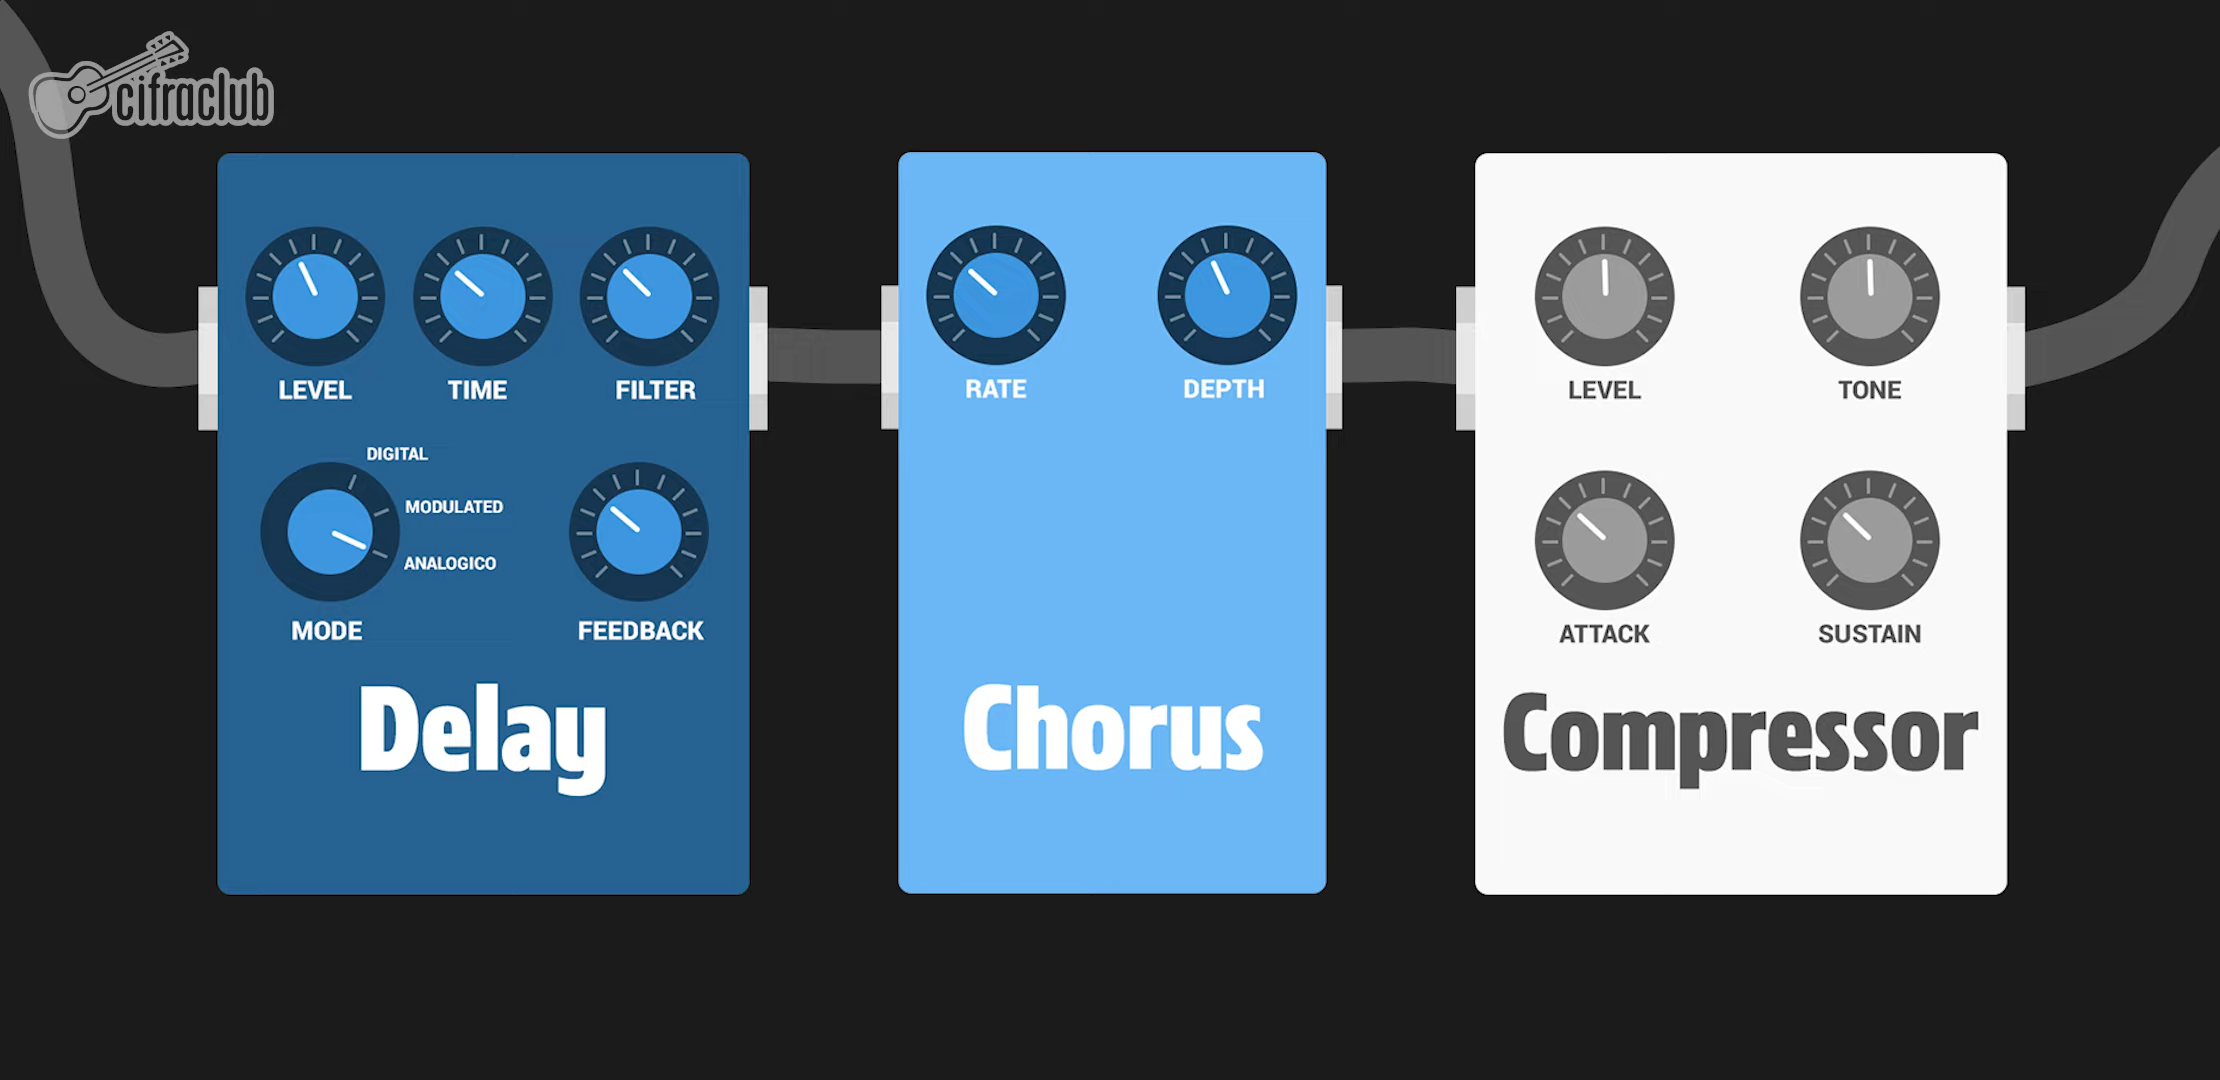 cifraclub
LEVEL TIME FILTER
DIGITAL
MODULATED
ANALOGICO
MODE FEEDBACK
Delay
RATE DEPTH
Chorus
LEVEL TONE
ATTACK SUSTAIN
Compressor